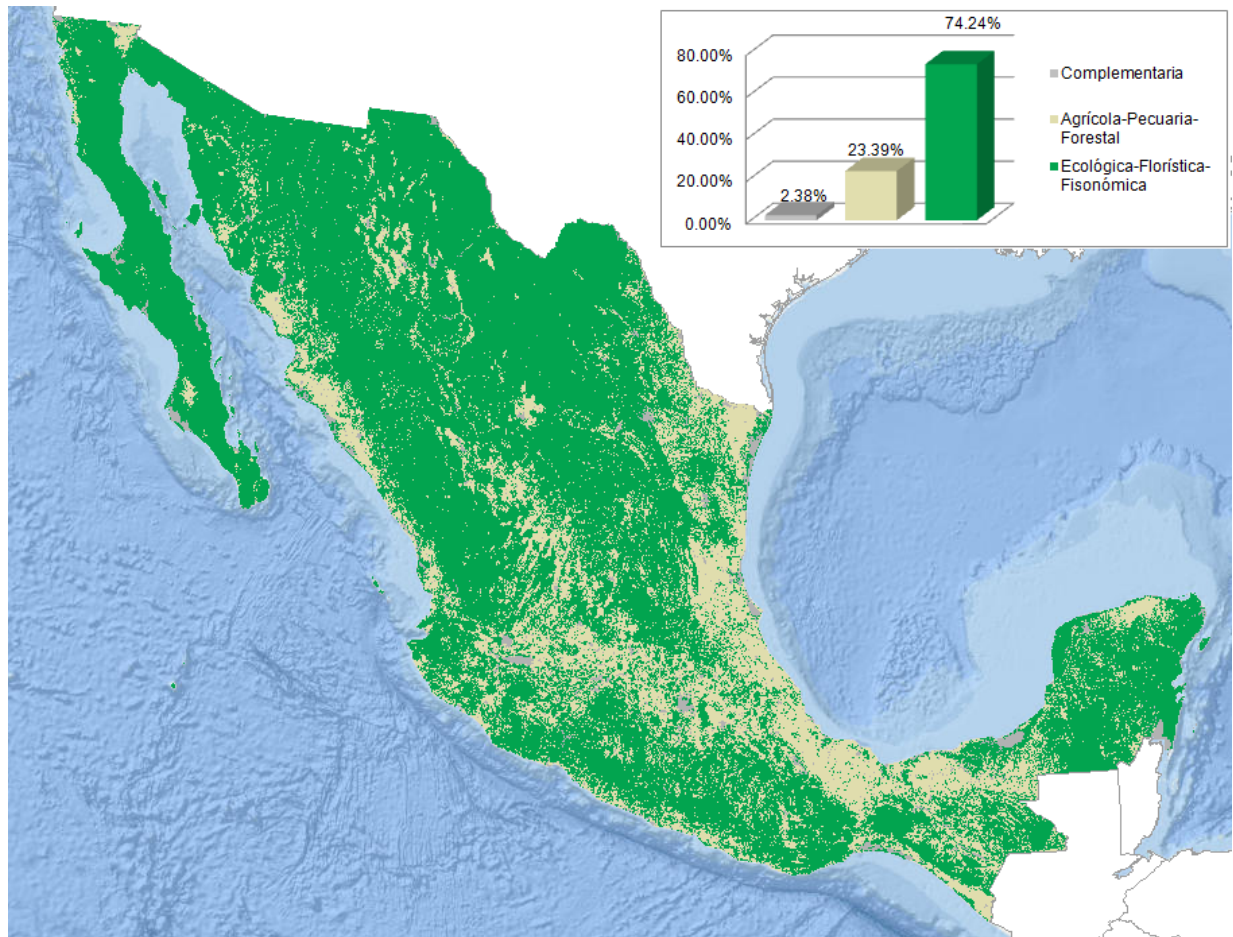 74.24%
80.00%
60.00%
40.00%
20.00%
0.00%
23.39%
2.38%
Complementaria
Agrícola-Pecuaria-
Forestal
Ecológica-Florística-
Fisonómica